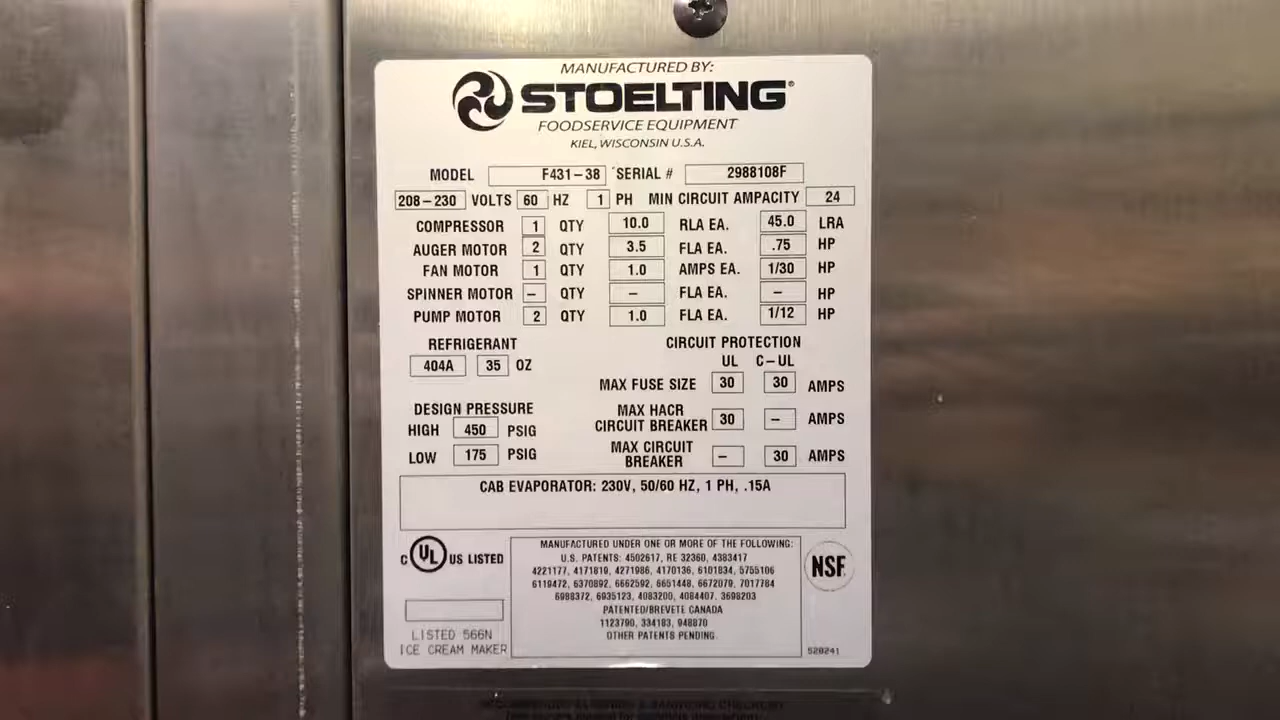 MANUFACTURED BY:
STOELTING®
FOODSERVICE EQUIPMENT
KIEL, WISCONSIN U.S.A.
MODEL F431-38 SERIAL # 2988108F
208-230 VOLTS 60 HZ 1 PH MIN CIRCUIT AMPACITY 24
COMPRESSOR 1 QTY 10.0 RLA EA. 45.0 LRA
AUGER MOTOR 2 QTY 3.5 FLA EA. .75 HP
FAN MOTOR 1 QTY 1.0 AMPS EA. 1/30 HP
SPINNER MOTOR – QTY – FLA EA. – HP
PUMP MOTOR 2 QTY 1.0 FLA EA. 1/12 HP
REFRIGERANT
404A 35 OZ
DESIGN PRESSURE
HIGH 450 PSIG
LOW 175 PSIG
CIRCUIT PROTECTION
UL C-UL
MAX FUSE SIZE 30 30 AMPS
MAX HACR
CIRCUIT BREAKER 30 – AMPS
MAX CIRCUIT
BREAKER – 30 AMPS
CAB EVAPORATOR: 230V, 50/60 HZ, 1 PH, .15A
C UL US LISTED
LISTED 566N
ICE CREAM MAKER
MANUFACTURED UNDER ONE OR MORE OF THE FOLLOWING:
U.S. PATENTS: 4502617, RE 32360, 4383417
4221177, 4171819, 4271986, 4170136, 6101834, 5755106
6119472, 6370892, 6662592, 6651448, 6672079, 7017784
6988372, 6935123, 4083200, 4084407, 3698203
PATENTED/BREVETE CANADA
1123790, 334183, 948870
OTHER PATENTS PENDING
NSF
520241